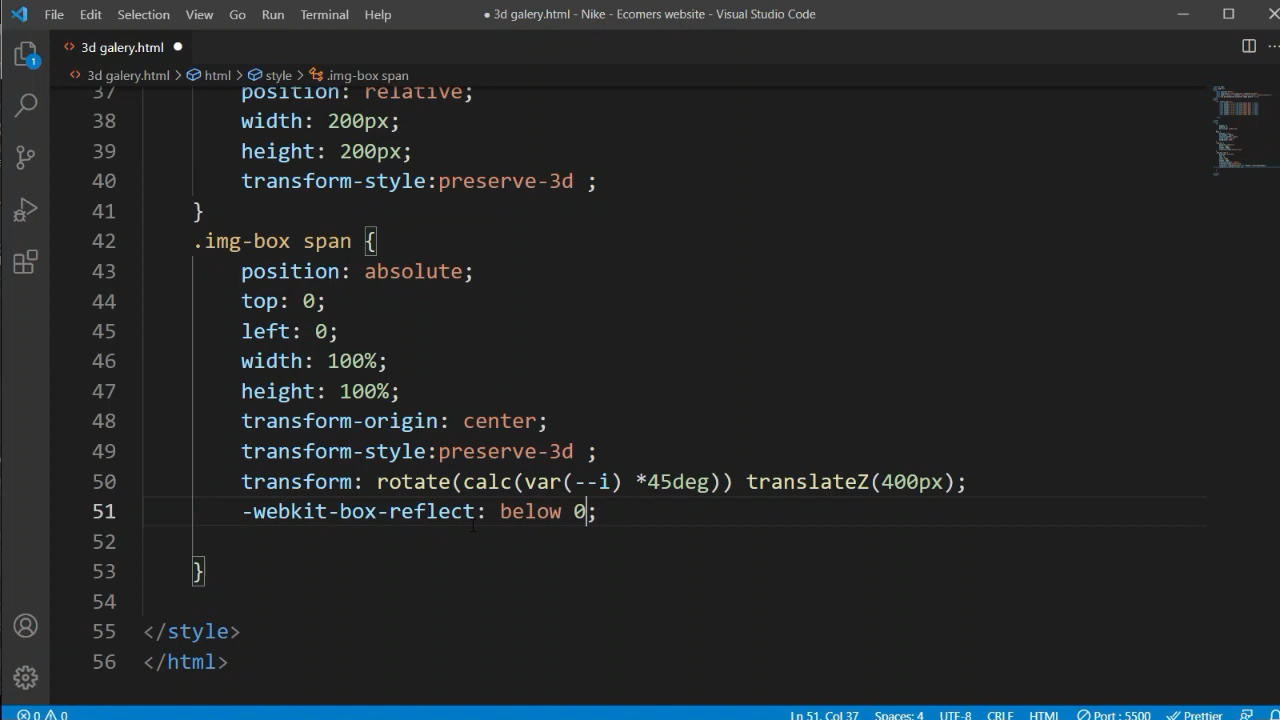 File Edit Selection View Go Run Terminal Help ● 3d galery.html - Nike - Ecomers website - Visual Studio Code
3d galery.html
3d galery.html > html > style > .img-box span
37 position: relative;
38 width: 200px;
39 height: 200px;
40 transform-style:preserve-3d ;
41 }
42 .img-box span {
43 position: absolute;
44 top: 0;
45 left: 0;
46 width: 100%;
47 height: 100%;
48 transform-origin: center;
49 transform-style:preserve-3d ;
50 transform: rotate(calc(var(--i) *45deg)) translateZ(400px);
51 -webkit-box-reflect: below 0;
52
53 }
54
55 </style>
56 </html>
1
0 0 Ln 51, Col 37 Spaces: 4 UTF-8 CRLF HTML Port : 5500 Prettier